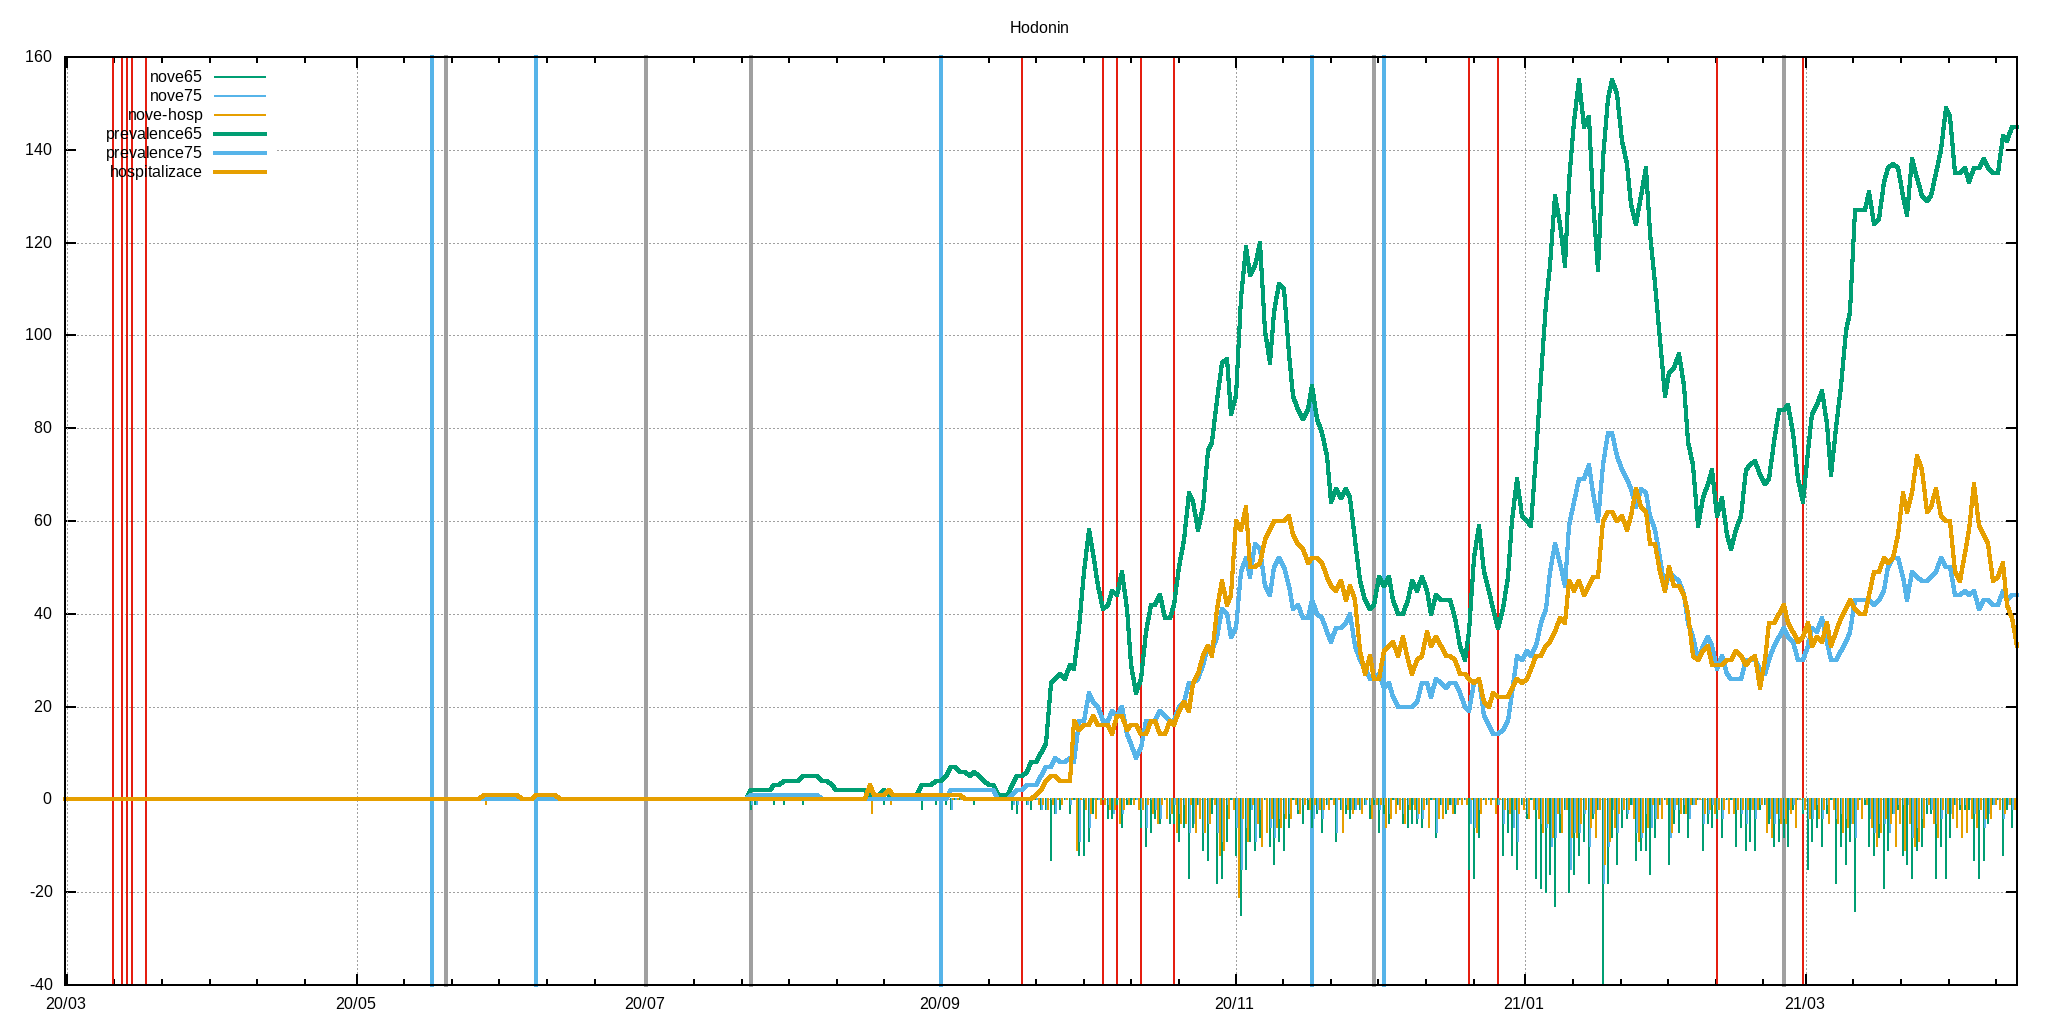 Hodonin
160
140
120
100
80
60
40
20
0
-20
-40
nove65
nove75
nove-hosp
prevalence65
prevalence75
hospitalizace
20/03 20/05 20/07 20/09 20/11 21/01 21/03